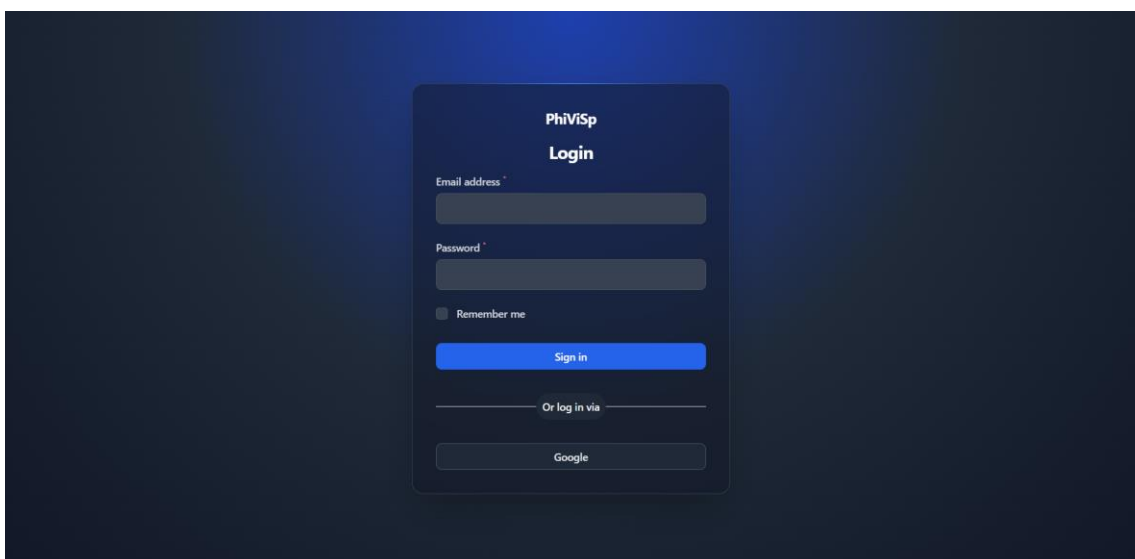 PhiViSp
Login
Email address *
Password *
Remember me
Sign in
Or log in via
Google